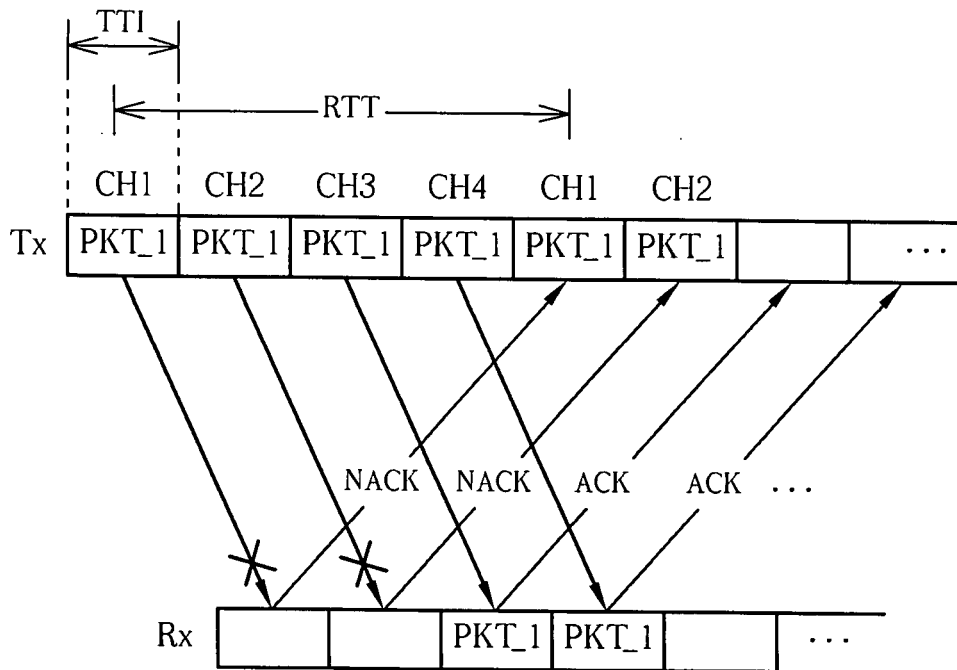 TTI
RTT
CH1 CH2 CH3 CH4 CH1 CH2
Tx PKT_1 PKT_1 PKT_1 PKT_1 PKT_1 PKT_1 ...
NACK NACK ACK ACK ...
Rx PKT_1 PKT_1 ...